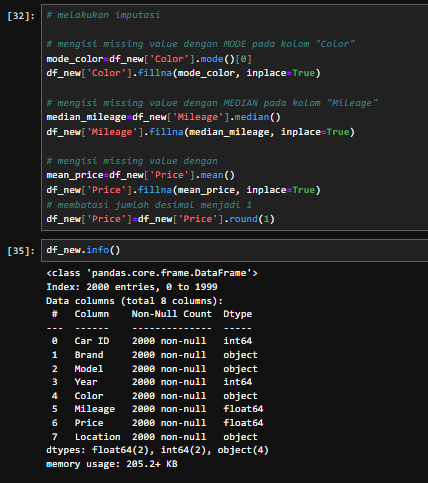 [32]: # melakukan imputasi
# mengisi missing value dengan MODE pada kolom "Color"
mode_color=df_new['Color'].mode()[0]
df_new['Color'].fillna(mode_color, inplace=True)
# mengisi missing value dengan MEDIAN pada kolom "Mileage"
median_mileage=df_new['Mileage'].median()
df_new['Mileage'].fillna(median_mileage, inplace=True)
# mengisi missing value dengan
mean_price=df_new['Price'].mean()
df_new['Price'].fillna(mean_price, inplace=True)
# membatasi jumlah desimal menjadi 1
df_new['Price']=df_new['Price'].round(1)
[35]: df_new.info()
<class 'pandas.core.frame.DataFrame'>
Index: 2000 entries, 0 to 1999
Data columns (total 8 columns):
 #   Column    Non-Null Count  Dtype
---  ------    --------------  -----
 0   Car ID    2000 non-null   int64
 1   Brand     2000 non-null   object
 2   Model     2000 non-null   object
 3   Year      2000 non-null   int64
 4   Color     2000 non-null   object
 5   Mileage   2000 non-null   float64
 6   Price     2000 non-null   float64
 7   Location  2000 non-null   object
dtypes: float64(2), int64(2), object(4)
memory usage: 205.2+ KB